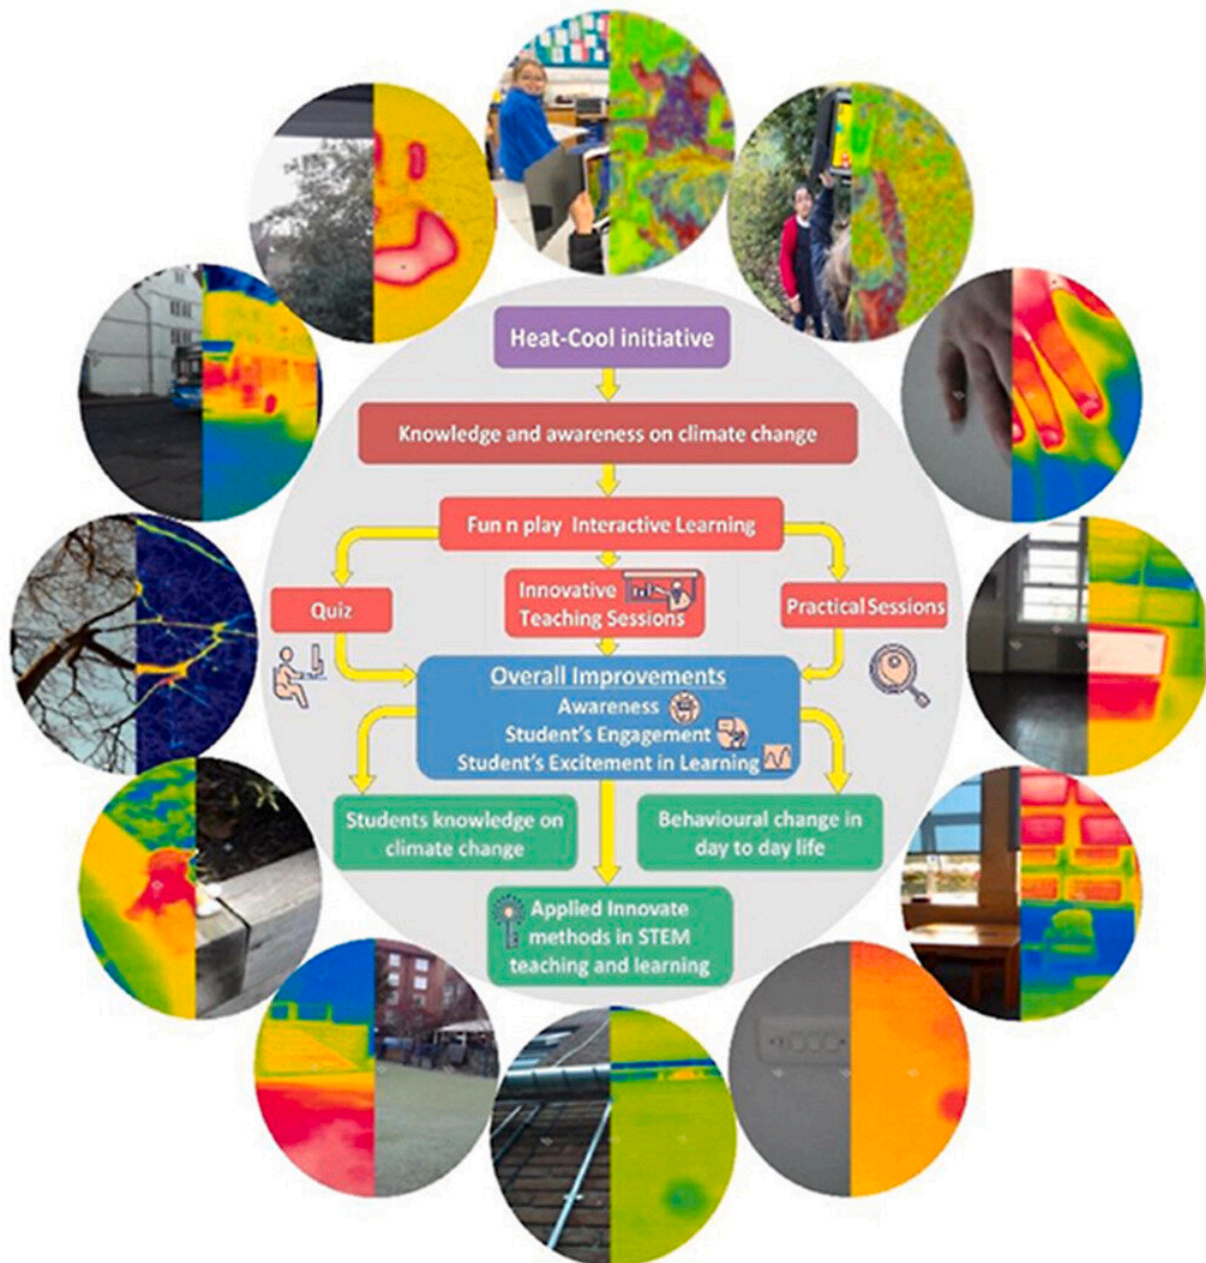 Heat-Cool initiative
Knowledge and awareness on climate change
Fun n play Interactive Learning
Quiz
Innovative
Teaching Sessions
Practical Sessions
Overall Improvements
Awareness
Student's Engagement
Student's Excitement in Learning
Students knowledge on
climate change
Behavioural change in
day to day life
Applied Innovate
methods in STEM
teaching and learning